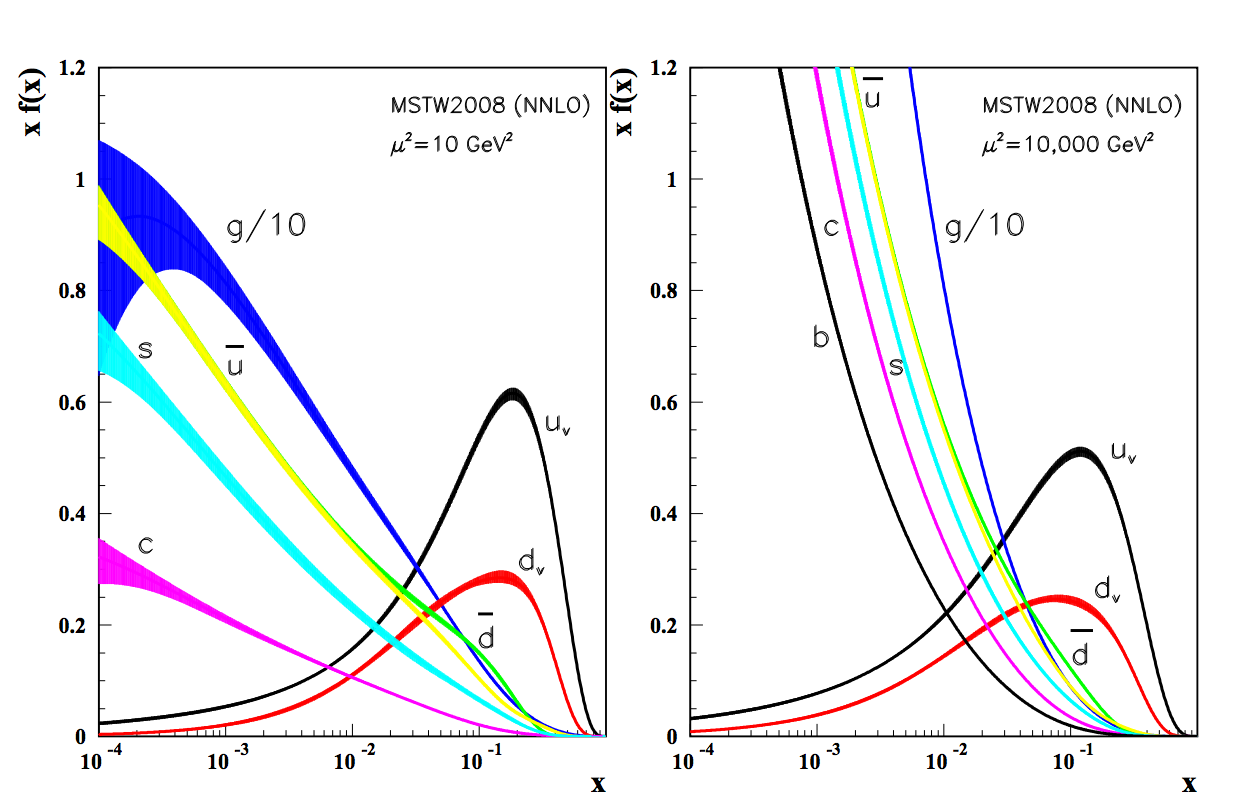 x f(x)
1.2
1
0.8
0.6
0.4
0.2
0
MSTW2008 (NNLO)
μ²=10 GeV²
g/10
s
u̅
c
u_v
d_v
d̅
10⁻⁴
10⁻³
10⁻²
10⁻¹
x
x f(x)
1.2
1
0.8
0.6
0.4
0.2
0
u̅
MSTW2008 (NNLO)
μ²=10,000 GeV²
c
g/10
b
s
u_v
d_v
d̅
10⁻⁴
10⁻³
10⁻²
10⁻¹
x